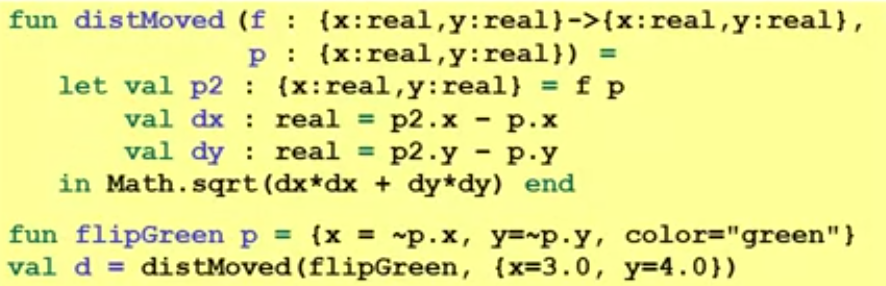 fun distMoved (f : {x:real,y:real}->{x:real,y:real},
p : {x:real,y:real}) =
let val p2 : {x:real,y:real} = f p
val dx : real = p2.x - p.x
val dy : real = p2.y - p.y
in Math.sqrt(dx*dx + dy*dy) end
fun flipGreen p = {x = ~p.x, y=~p.y, color="green"}
val d = distMoved(flipGreen, {x=3.0, y=4.0})